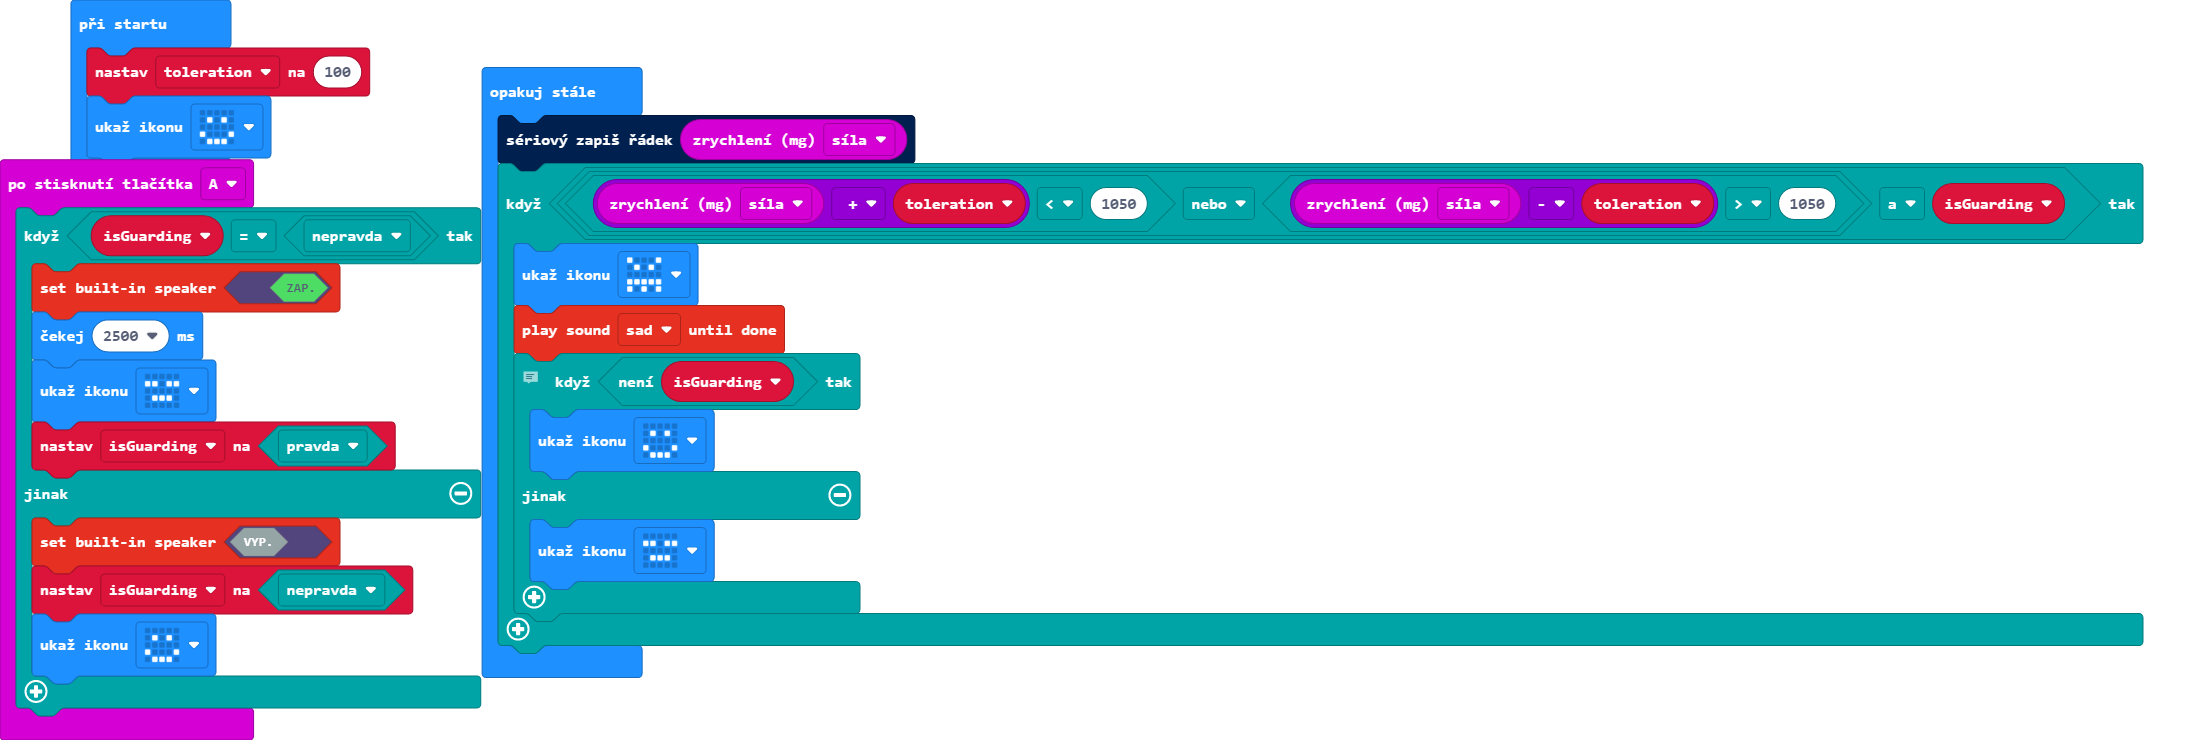 při startu
nastav toleration na 100
ukaž ikonu
po stisknutí tlačítka A
když isGuarding = nepravda tak
set built-in speaker ZAP.
čekej 2500 ms
ukaž ikonu
nastav isGuarding na pravda
jinak
set built-in speaker VYP.
nastav isGuarding na nepravda
ukaž ikonu
opakuj stále
sériový zapiš řádek zrychlení (mg) síla
když zrychlení (mg) síla + toleration < 1050 nebo zrychlení (mg) síla - toleration > 1050 a isGuarding tak
ukaž ikonu
play sound sad until done
když není isGuarding tak
ukaž ikonu
jinak
ukaž ikonu